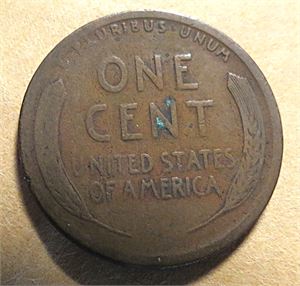 E·PLURIBUS·UNUM
ONE
CENT
UNITED STATES
OF AMERICA